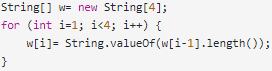 String[] w= new String[4];
for (int i=1; i<4; i++) {
    w[i]= String.valueOf(w[i-1].length());
}